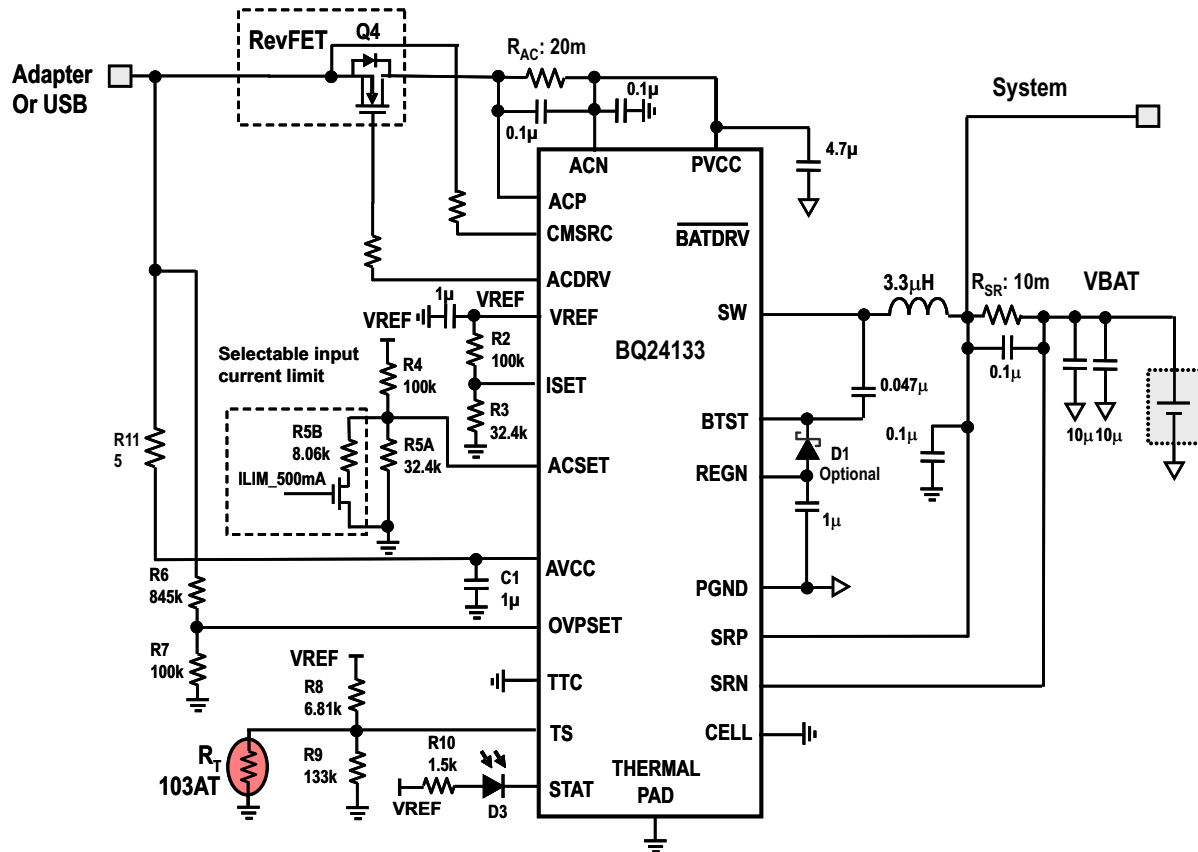 RevFET
Q4
Adapter
Or USB
R_AC: 20m
0.1µ
0.1µ
System
4.7µ
ACN
PVCC
ACP
CMSRC
BATDRV
ACDRV
1µ
VREF
VREF
VREF
SW
3.3µH
R_SR: 10m
VBAT
BQ24133
Selectable input
current limit
R4
100k
R2
100k
ISET
R3
32.4k
0.047µ
0.1µ
10µ
10µ
R5B
8.06k
R5A
32.4k
ACSET
ILIM_500mA
BTST
0.1µ
D1
Optional
REGN
R11
5
1µ
AVCC
C1
1µ
PGND
R6
845k
OVPSET
SRP
R7
100k
VREF
TTC
SRN
R8
6.81k
TS
CELL
R_T
103AT
R9
133k
R10
1.5k
VREF
D3
STAT
THERMAL
PAD